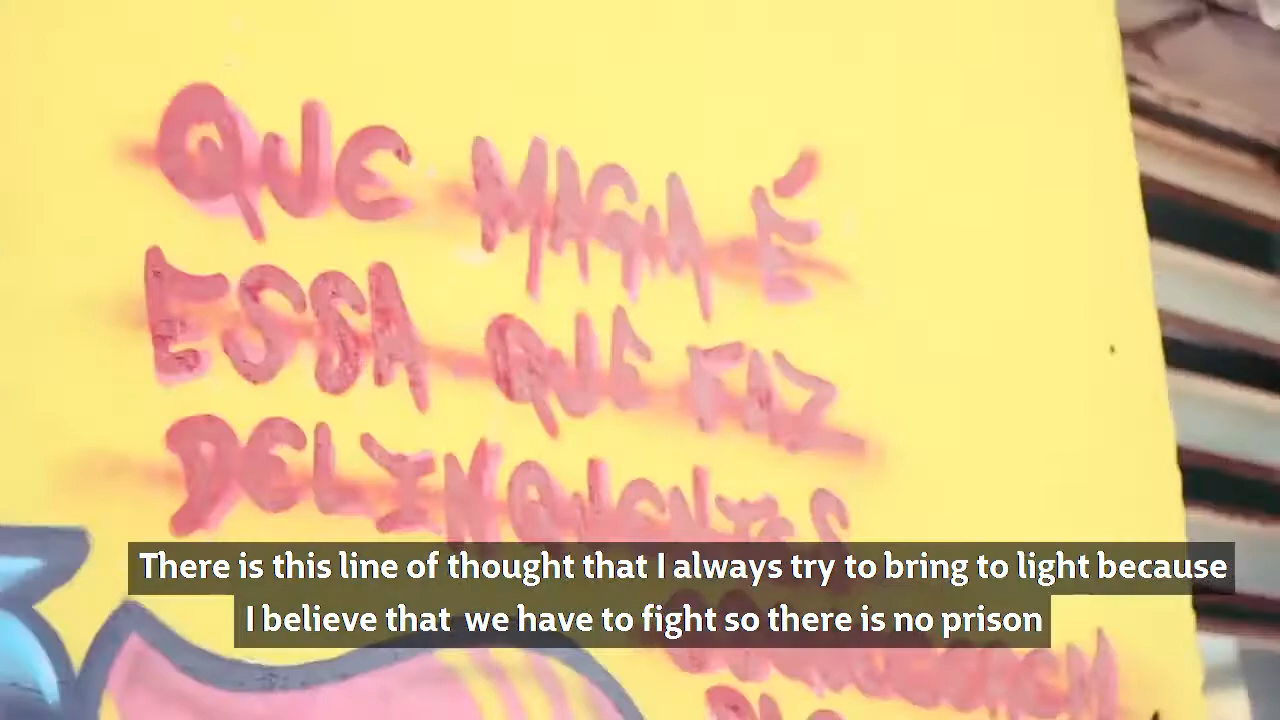 QUE MAGIA É
ESSA QUE FAZ
DELINQUENTES
There is this line of thought that I always try to bring to light because
I believe that we have to fight so there is no prison